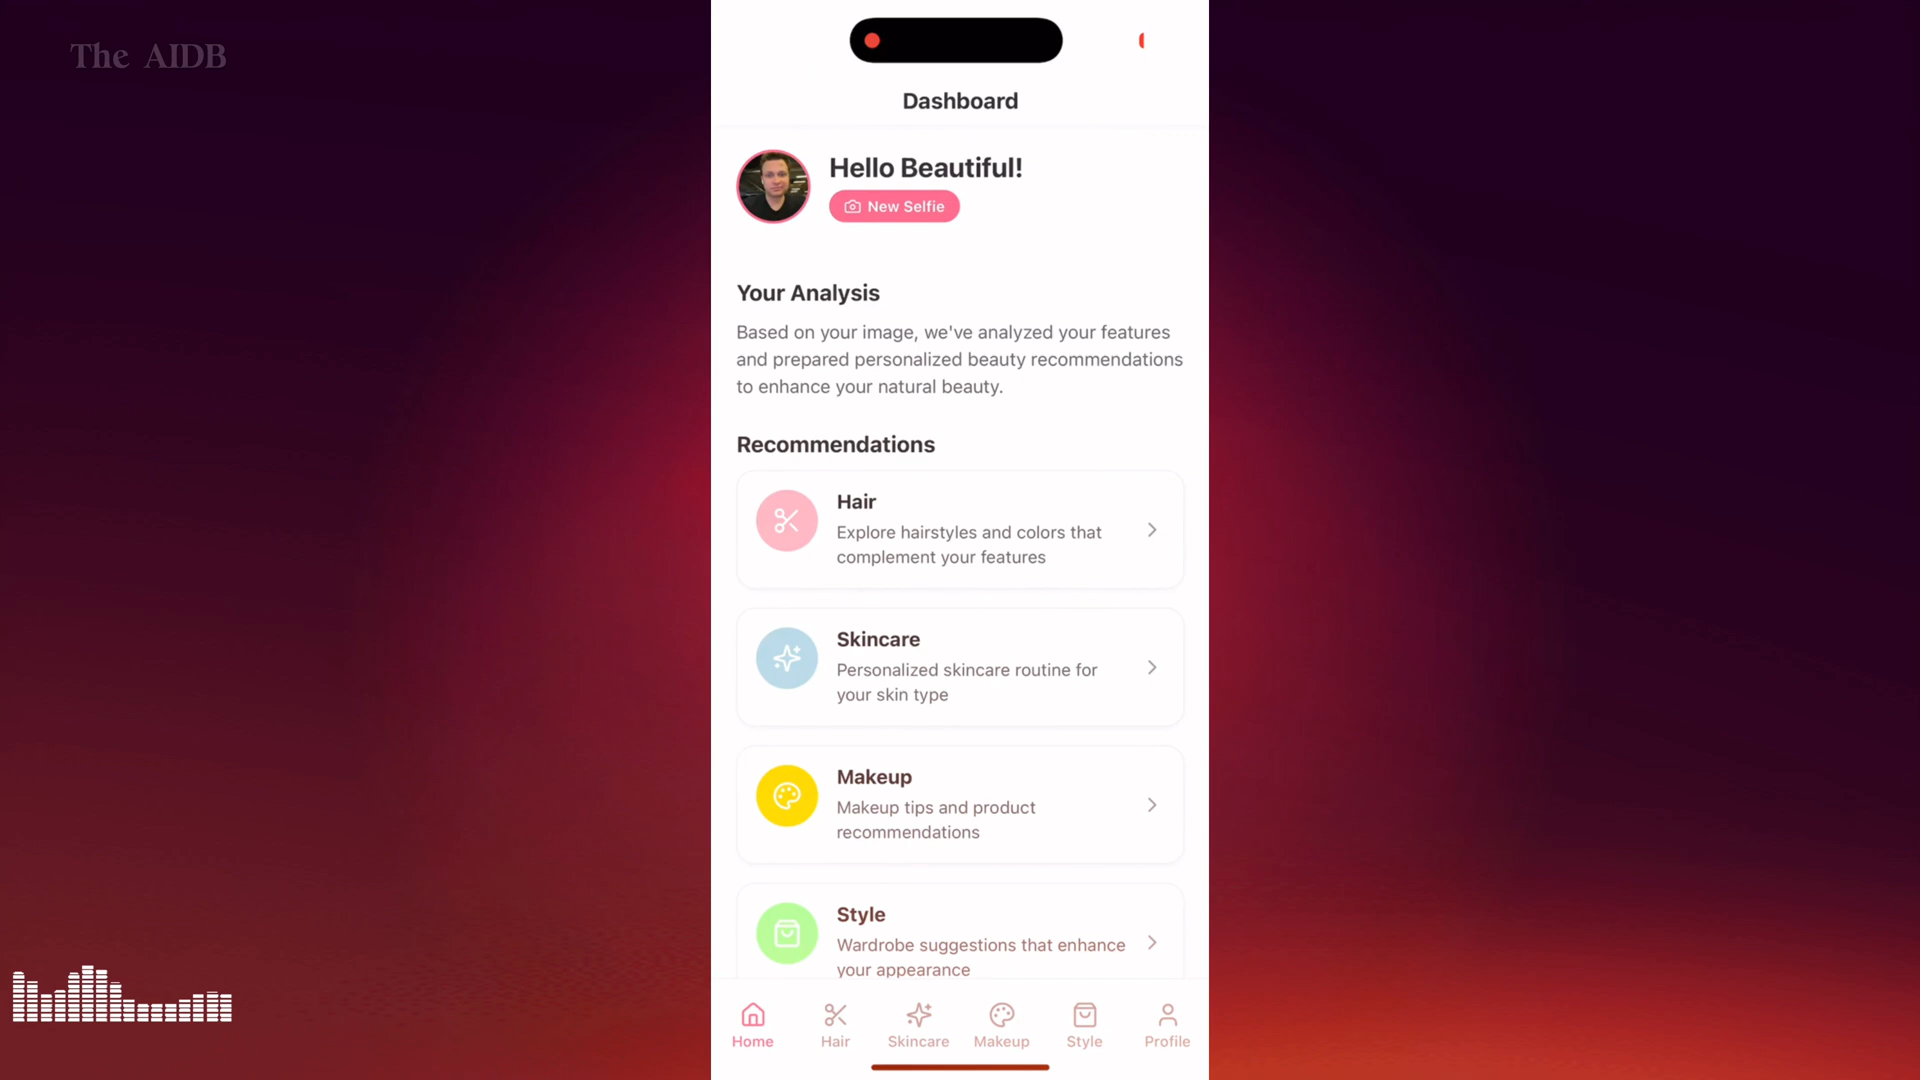 The AIDB
Dashboard
Hello Beautiful!
New Selfie
Your Analysis
Based on your image, we've analyzed your features
and prepared personalized beauty recommendations
to enhance your natural beauty.
Recommendations
Hair
Explore hairstyles and colors that
complement your features
Skincare
Personalized skincare routine for
your skin type
Makeup
Makeup tips and product
recommendations
Style
Wardrobe suggestions that enhance
your appearance
Home
Hair
Skincare
Makeup
Style
Profile